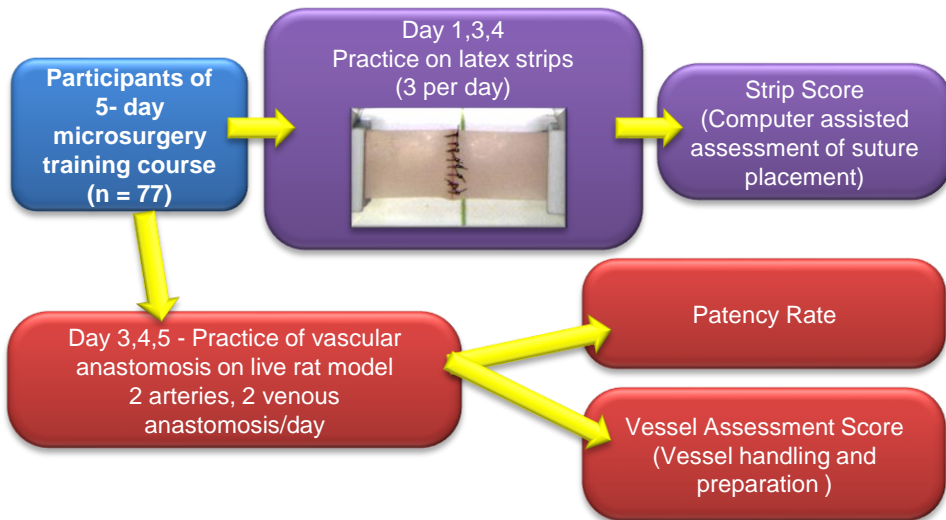 Participants of
5- day
microsurgery
training course
(n = 77)
Day 1,3,4
Practice on latex strips
(3 per day)
Strip Score
(Computer assisted
assessment of suture
placement)
Day 3,4,5 - Practice of vascular
anastomosis on live rat model
2 arteries, 2 venous
anastomosis/day
Patency Rate
Vessel Assessment Score
(Vessel handling and
preparation )